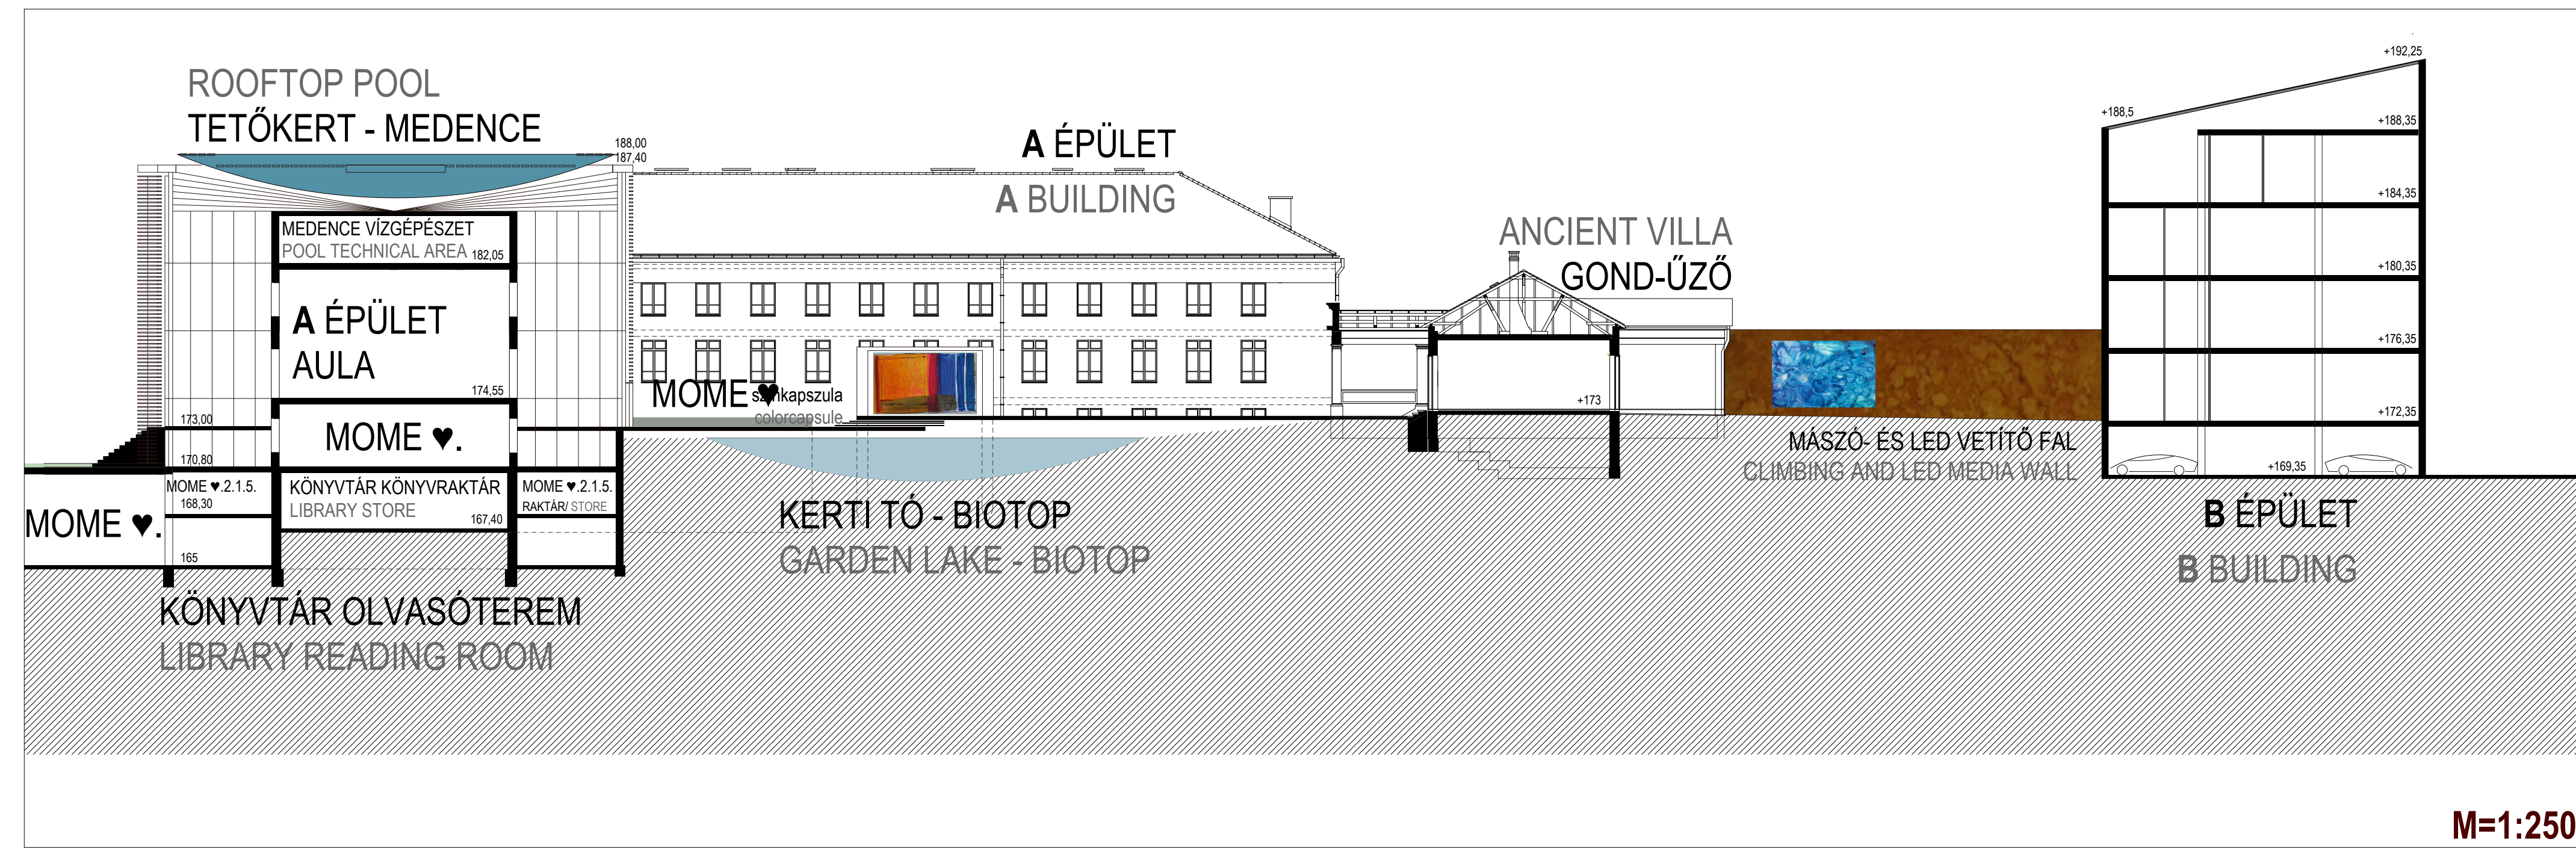 ROOFTOP POOL
TETŐKERT - MEDENCE
188,00
187,40
MEDENCE VÍZGÉPÉSZET
POOL TECHNICAL AREA 182,05
A ÉPÜLET
AULA
174,55
173,00
MOME ♥.
170,80
MOME ♥.2.1.5.
168,30
KÖNYVTÁR KÖNYVRAKTÁR
LIBRARY STORE
167,40
MOME ♥.2.1.5.
RAKTÁR/ STORE
MOME ♥.
165
KÖNYVTÁR OLVASÓTEREM
LIBRARY READING ROOM
A ÉPÜLET
A BUILDING
MOME ♥
színkapszula
colorcapsule
KERTI TÓ - BIOTOP
GARDEN LAKE - BIOTOP
ANCIENT VILLA
GOND-ŰZŐ
+173
MÁSZÓ- ÉS LED VETÍTŐ FAL
CLIMBING AND LED MEDIA WALL
+192,25
+188,5
+188,35
+184,35
+180,35
+176,35
+172,35
+169,35
B ÉPÜLET
B BUILDING
M=1:250